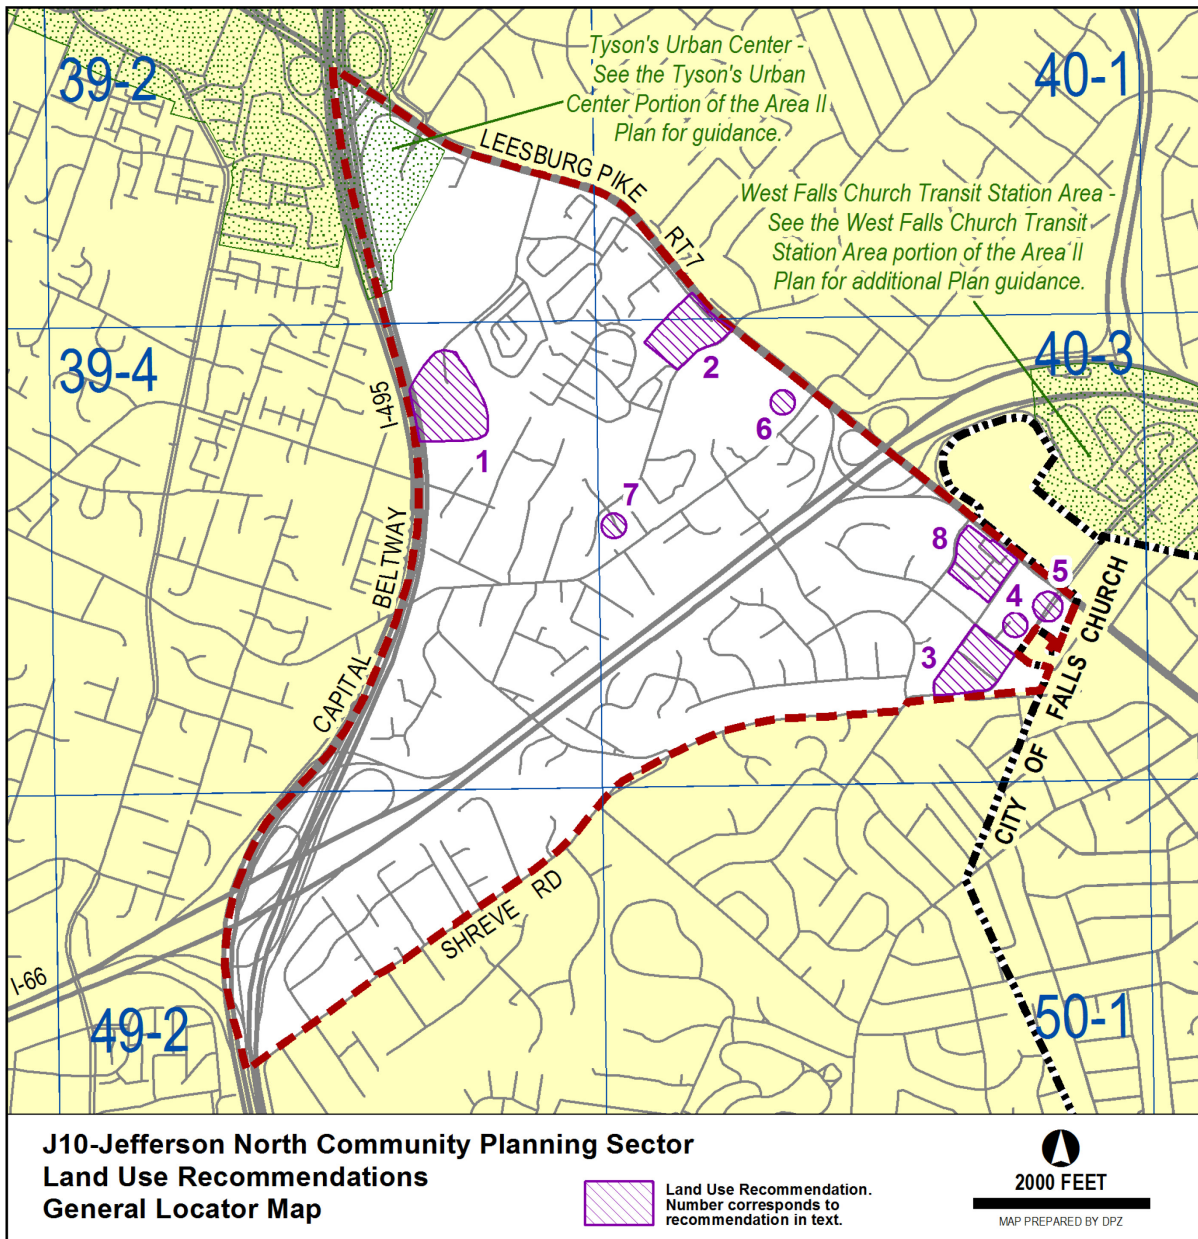 39-2
Tyson's Urban Center -
See the Tyson's Urban
Center Portion of the Area II
Plan for guidance.
40-1
LEESBURG PIKE
RT 7
West Falls Church Transit Station Area -
See the West Falls Church Transit
Station Area portion of the Area II
Plan for additional Plan guidance.
39-4
40-3
I-495
1
2
6
7
8
5
4
3
CAPITAL BELTWAY
CITY OF FALLS CHURCH
SHREVE RD
I-66
49-2
50-1
J10-Jefferson North Community Planning Sector
Land Use Recommendations
General Locator Map
Land Use Recommendation.
Number corresponds to
recommendation in text.
2000 FEET
MAP PREPARED BY DPZ